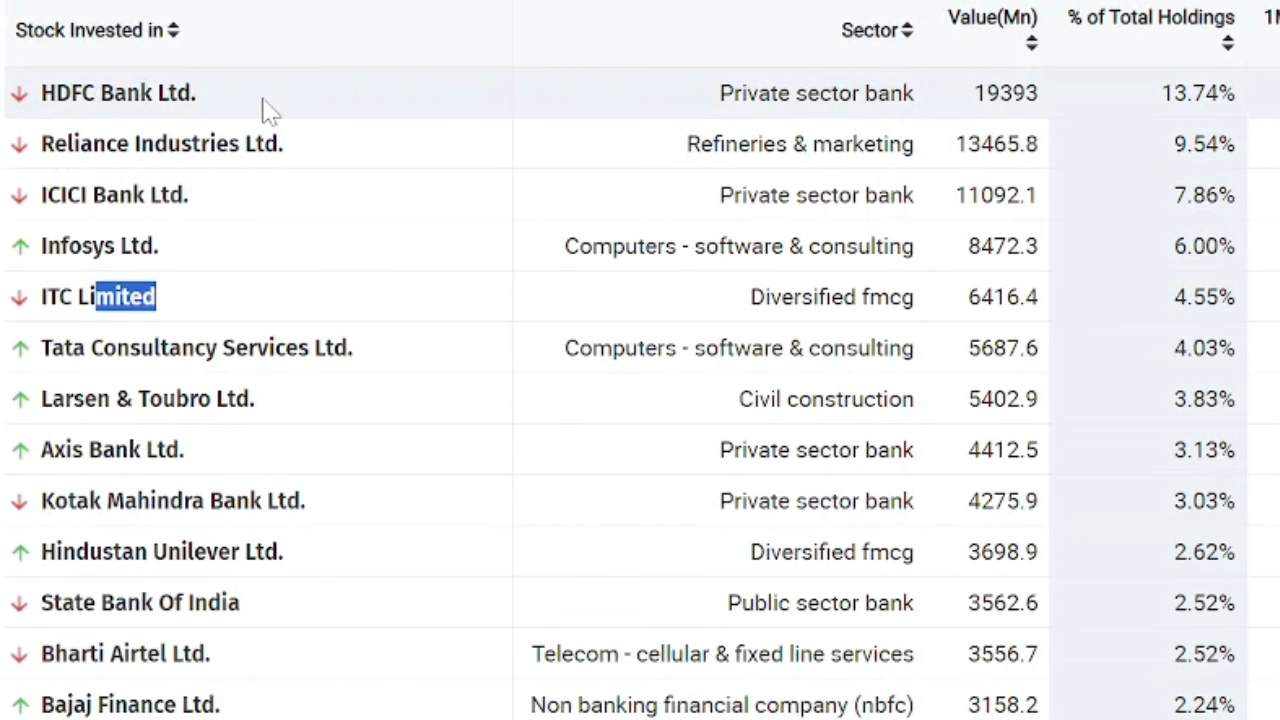 Stock Invested in Sector Value(Mn) % of Total Holdings 1M
HDFC Bank Ltd. Private sector bank 19393 13.74%
Reliance Industries Ltd. Refineries & marketing 13465.8 9.54%
ICICI Bank Ltd. Private sector bank 11092.1 7.86%
Infosys Ltd. Computers - software & consulting 8472.3 6.00%
ITC Limited Diversified fmcg 6416.4 4.55%
Tata Consultancy Services Ltd. Computers - software & consulting 5687.6 4.03%
Larsen & Toubro Ltd. Civil construction 5402.9 3.83%
Axis Bank Ltd. Private sector bank 4412.5 3.13%
Kotak Mahindra Bank Ltd. Private sector bank 4275.9 3.03%
Hindustan Unilever Ltd. Diversified fmcg 3698.9 2.62%
State Bank Of India Public sector bank 3562.6 2.52%
Bharti Airtel Ltd. Telecom - cellular & fixed line services 3556.7 2.52%
Bajaj Finance Ltd. Non banking financial company (nbfc) 3158.2 2.24%